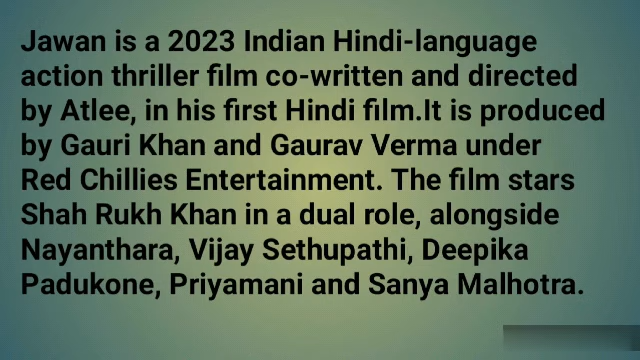 Jawan is a 2023 Indian Hindi-language
action thriller film co-written and directed
by Atlee, in his first Hindi film.It is produced
by Gauri Khan and Gaurav Verma under
Red Chillies Entertainment. The film stars
Shah Rukh Khan in a dual role, alongside
Nayanthara, Vijay Sethupathi, Deepika
Padukone, Priyamani and Sanya Malhotra.